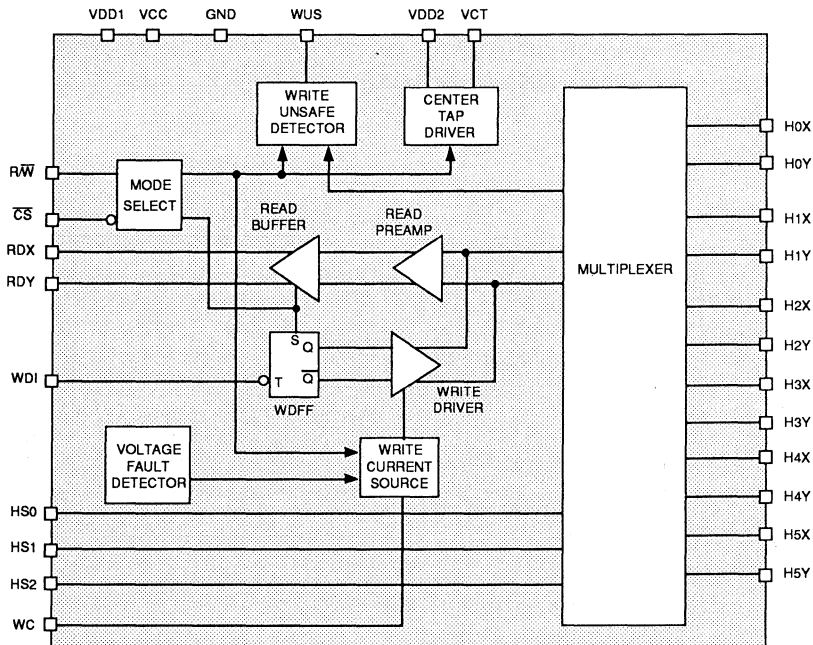 VDD1 VCC GND WUS VDD2 VCT
WRITE
UNSAFE
DETECTOR
CENTER
TAP
DRIVER
R/W̅
MODE
SELECT
C̅S̅
RDX
RDY
READ
BUFFER
READ
PREAMP
MULTIPLEXER
S
Q
T
Q̅
WDFF
WRITE
DRIVER
WDI
VOLTAGE
FAULT
DETECTOR
WRITE
CURRENT
SOURCE
HS0
HS1
HS2
WC
H0X
H0Y
H1X
H1Y
H2X
H2Y
H3X
H3Y
H4X
H4Y
H5X
H5Y